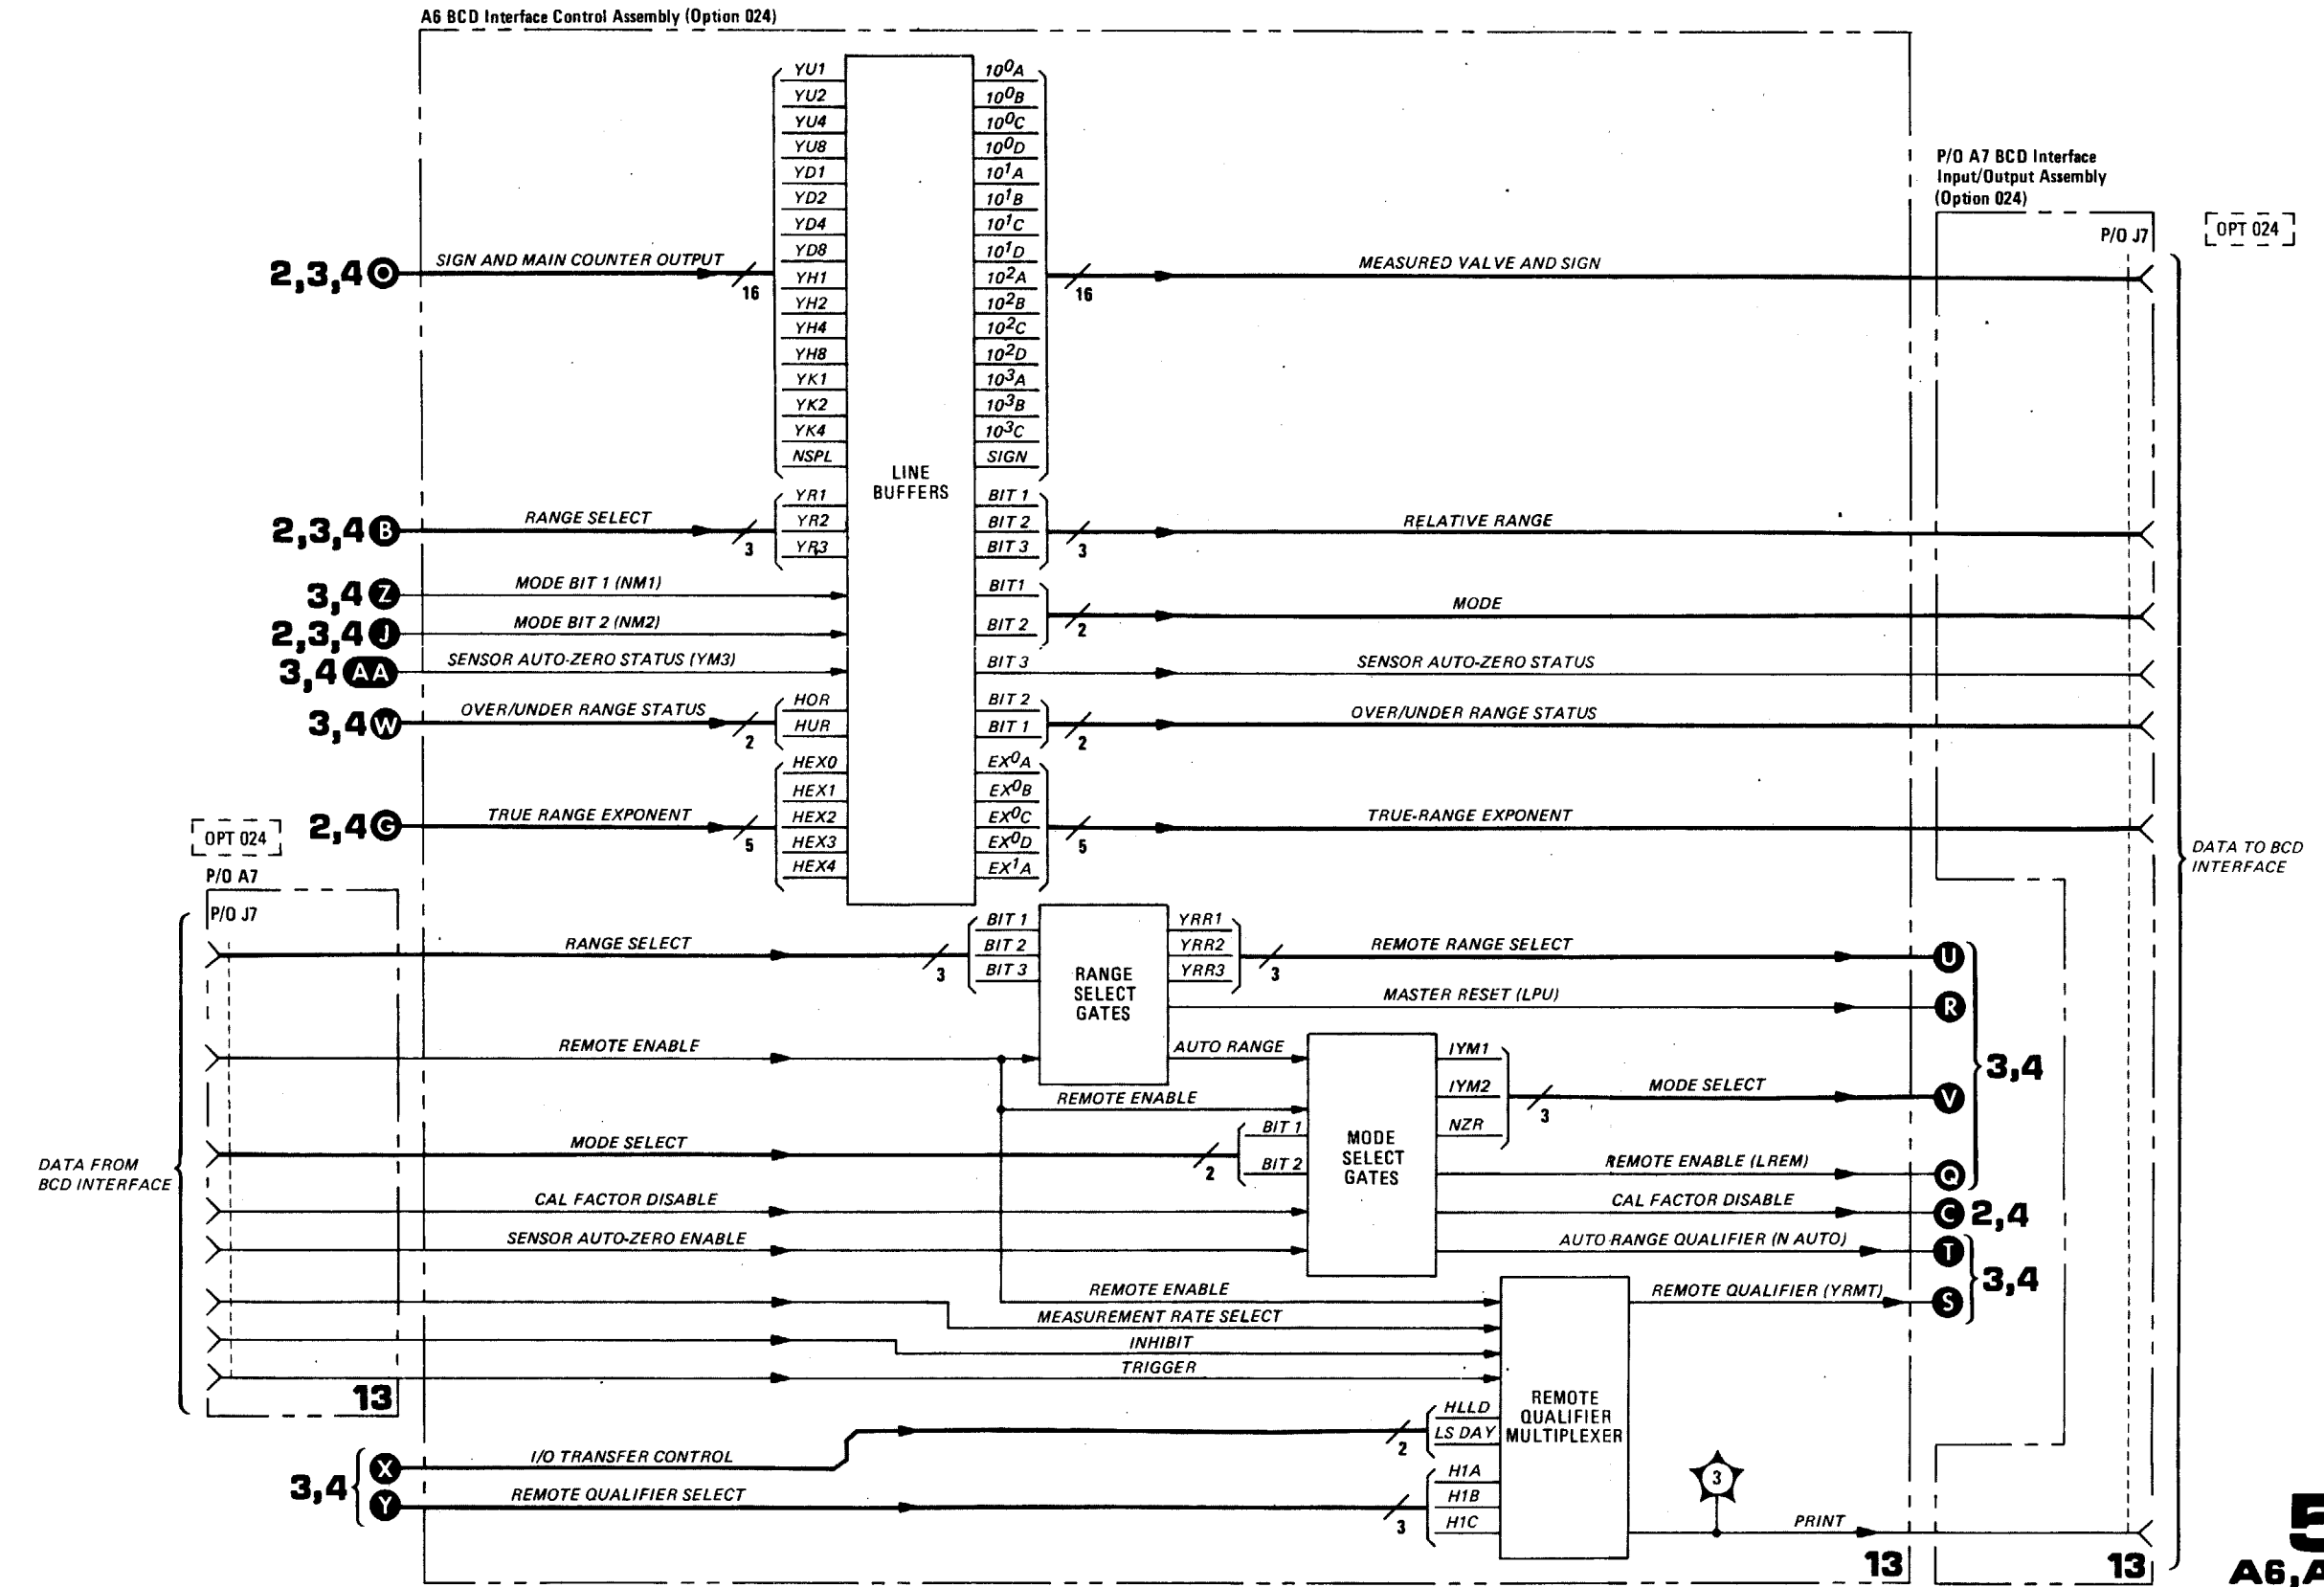 A6 BCD Interface Control Assembly (Option 024)
YU1
YU2
YU4
YU8
YD1
YD2
YD4
YD8
YH1
YH2
YH4
YH8
YK1
YK2
YK4
NSPL
10⁰A
10⁰B
10⁰C
10⁰D
10¹A
10¹B
10¹C
10¹D
10²A
10²B
10²C
10²D
10³A
10³B
10³C
SIGN
LINE
BUFFERS
2,3,4 O
SIGN AND MAIN COUNTER OUTPUT
16
16
MEASURED VALVE AND SIGN
P/O A7 BCD Interface
Input/Output Assembly
(Option 024)
P/O J7
OPT 024
2,3,4 B
RANGE SELECT
3
YR1
YR2
YR3
BIT 1
BIT 2
BIT 3
3
RELATIVE RANGE
3,4 Z
MODE BIT 1 (NM1)
2,3,4 J
MODE BIT 2 (NM2)
BIT1
BIT 2
2
MODE
3,4 AA
SENSOR AUTO-ZERO STATUS (YM3)
BIT 3
SENSOR AUTO-ZERO STATUS
3,4 W
OVER/UNDER RANGE STATUS
2
HOR
HUR
BIT 2
BIT 1
2
OVER/UNDER RANGE STATUS
2,4 G
TRUE RANGE EXPONENT
5
HEX0
HEX1
HEX2
HEX3
HEX4
EX⁰A
EX⁰B
EX⁰C
EX⁰D
EX¹A
5
TRUE-RANGE EXPONENT
DATA TO BCD
INTERFACE
OPT 024
P/O A7
P/O J7
RANGE SELECT
3
BIT 1
BIT 2
BIT 3
RANGE
SELECT
GATES
YRR1
YRR2
YRR3
3
REMOTE RANGE SELECT
U
MASTER RESET (LPU)
R
REMOTE ENABLE
AUTO RANGE
REMOTE ENABLE
MODE SELECT
2
BIT 1
BIT 2
MODE
SELECT
GATES
IYM1
IYM2
NZR
3
MODE SELECT
V
3,4
REMOTE ENABLE (LREM)
Q
DATA FROM
BCD INTERFACE
CAL FACTOR DISABLE
CAL FACTOR DISABLE
C 2,4
SENSOR AUTO-ZERO ENABLE
AUTO RANGE QUALIFIER (N AUTO)
T
3,4
REMOTE ENABLE
REMOTE QUALIFIER (YRMT)
S
MEASUREMENT RATE SELECT
INHIBIT
TRIGGER
13
REMOTE
QUALIFIER
MULTIPLEXER
HLLD
LS DAY
2
3,4
X
I/O TRANSFER CONTROL
Y
REMOTE QUALIFIER SELECT
3
H1A
H1B
H1C
3
PRINT
13
13
5
A6,A